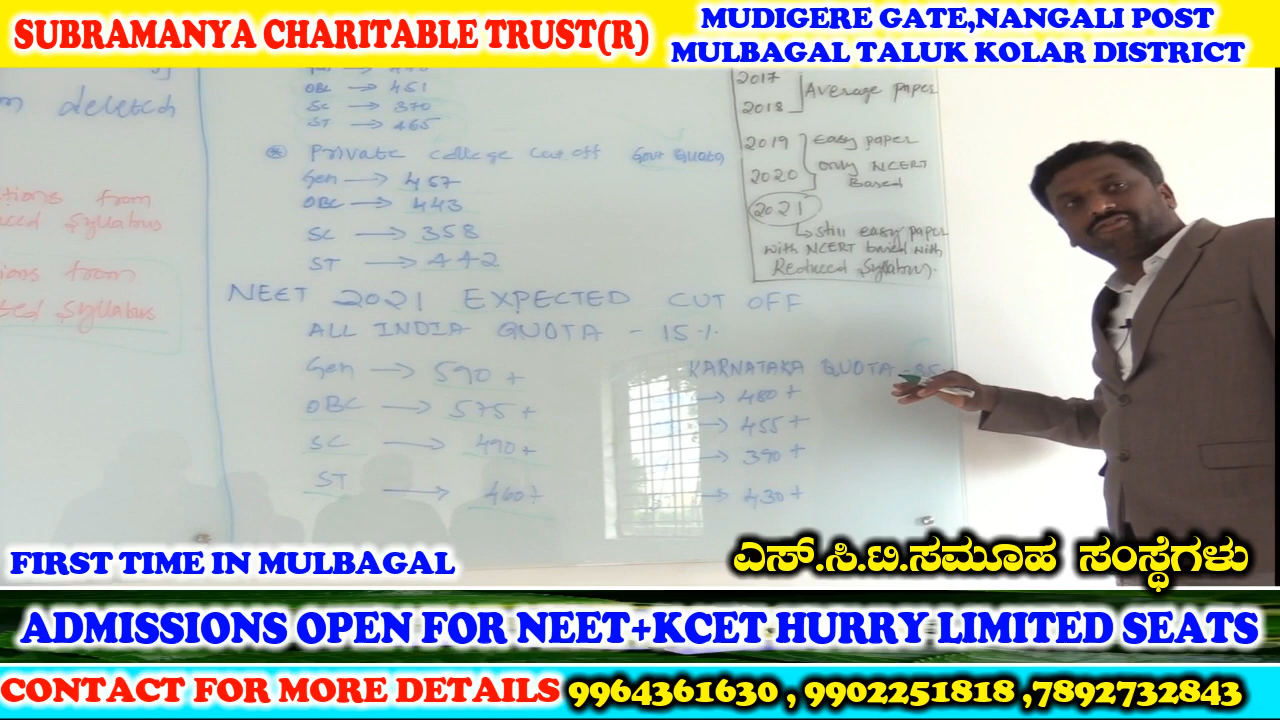 SUBRAMANYA CHARITABLE TRUST(R)
MUDIGERE GATE,NANGALI POST
MULBAGAL TALUK KOLAR DISTRICT
deletch
from
Syllabus
from
Syllabus
OBC → 451
SC → 370
ST → 465
Private college cut off Govt Quota
Gen → 457
OBC → 443
SC → 358
ST → 442
NEET 2021 EXPECTED CUT OFF
ALL INDIA QUOTA - 15%
Gen → 590+
OBC → 575+
SC → 490+
ST → 460+
KARNATAKA QUOTA
→ 480+
→ 455+
→ 390+
→ 430+
2017
2018
Average paper
2019
2020
Easy paper
only NCERT
Based
2021
still easy paper
with NCERT based with
Reduced Syllabus.
FIRST TIME IN MULBAGAL
ಎಸ್.ಸಿ.ಟಿ.ಸಮೂಹ ಸಂಸ್ಥೆಗಳು
ADMISSIONS OPEN FOR NEET+KCET HURRY LIMITED SEATS
CONTACT FOR MORE DETAILS 9964361630 , 9902251818 ,7892732843